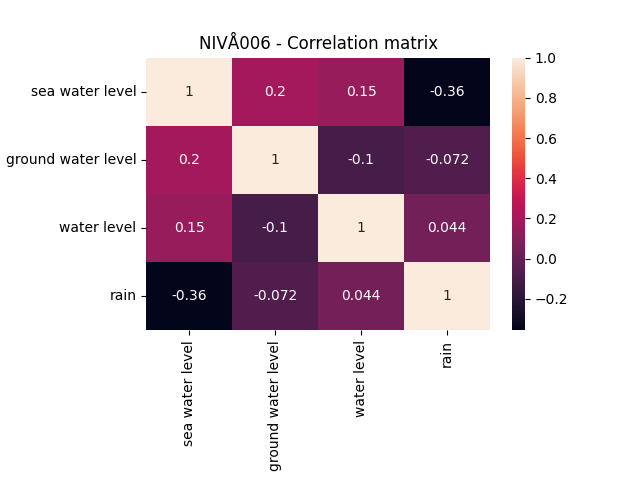 NIVÅ006 - Correlation matrix
sea water level
1
0.2
0.15
-0.36
ground water level
0.2
1
-0.1
-0.072
water level
0.15
-0.1
1
0.044
rain
-0.36
-0.072
0.044
1
sea water level
ground water level
water level
rain
1.0
0.8
0.6
0.4
0.2
0.0
−0.2